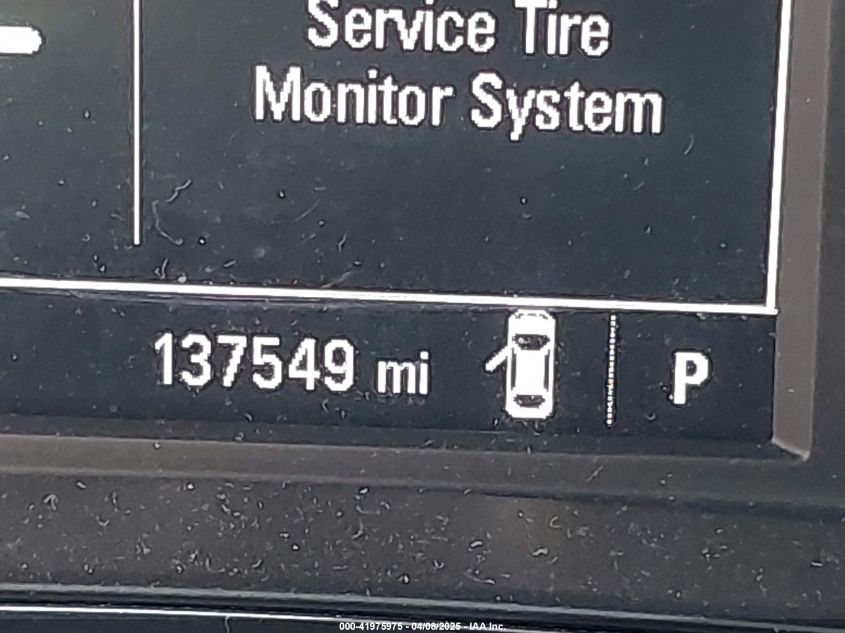 Service Tire
Monitor System
137549 mi
P
000-41975975 - 04/08/2025 - IAA Inc.